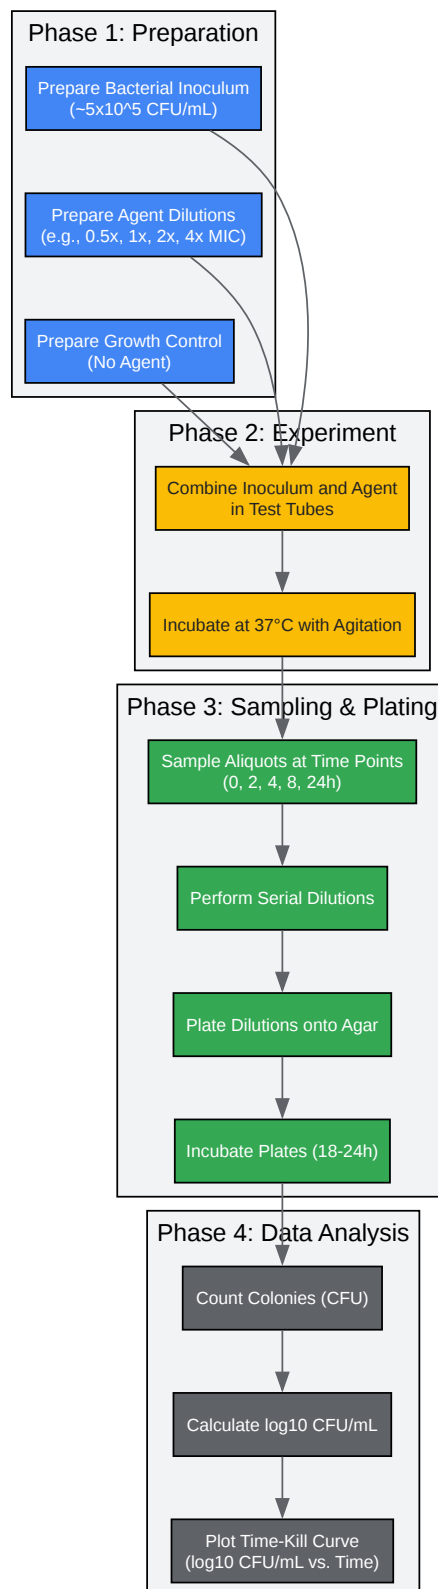 Phase 1: Preparation
Prepare Bacterial Inoculum
(~5x10^5 CFU/mL)
Prepare Agent Dilutions
(e.g., 0.5x, 1x, 2x, 4x MIC)
Prepare Growth Control
(No Agent)
Phase 2: Experiment
Combine Inoculum and Agent
in Test Tubes
Incubate at 37°C with Agitation
Phase 3: Sampling & Plating
Sample Aliquots at Time Points
(0, 2, 4, 8, 24h)
Perform Serial Dilutions
Plate Dilutions onto Agar
Incubate Plates (18-24h)
Phase 4: Data Analysis
Count Colonies (CFU)
Calculate log10 CFU/mL
Plot Time-Kill Curve
(log10 CFU/mL vs. Time)